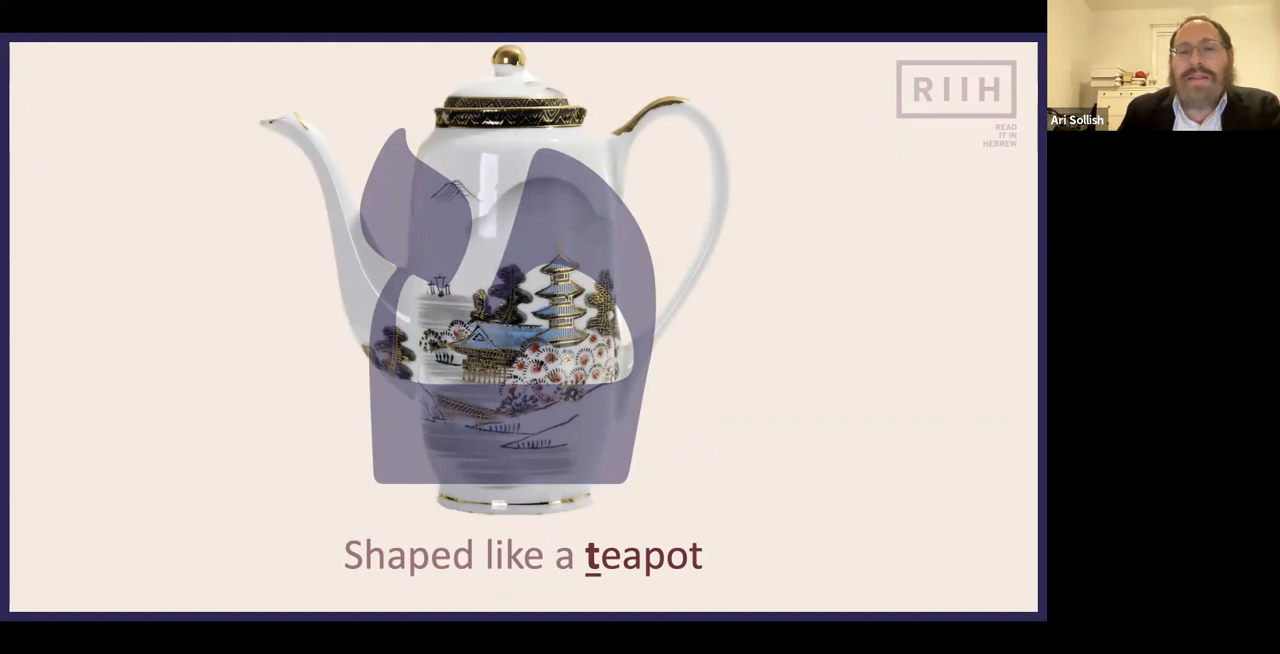 RIIH
READ
IT IN
HEBREW
Ari Sollish
ט
Shaped like a teapot